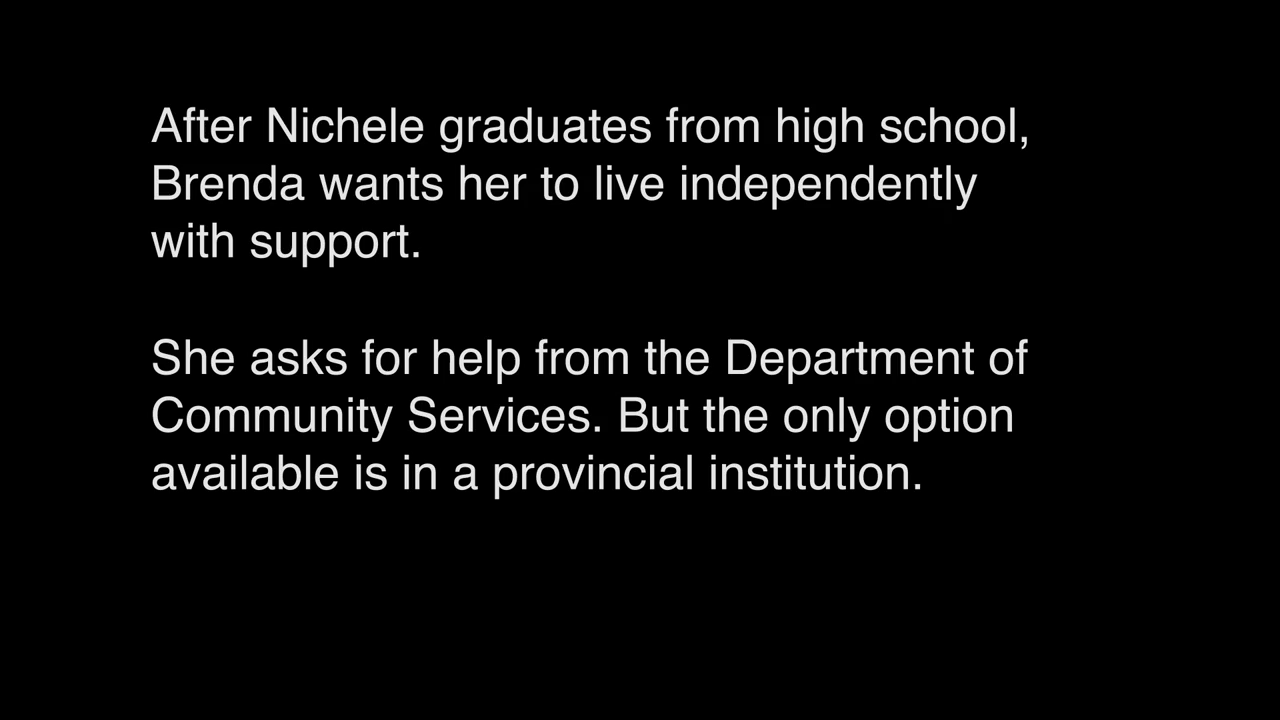 After Nichele graduates from high school,
Brenda wants her to live independently
with support.
She asks for help from the Department of
Community Services. But the only option
available is in a provincial institution.